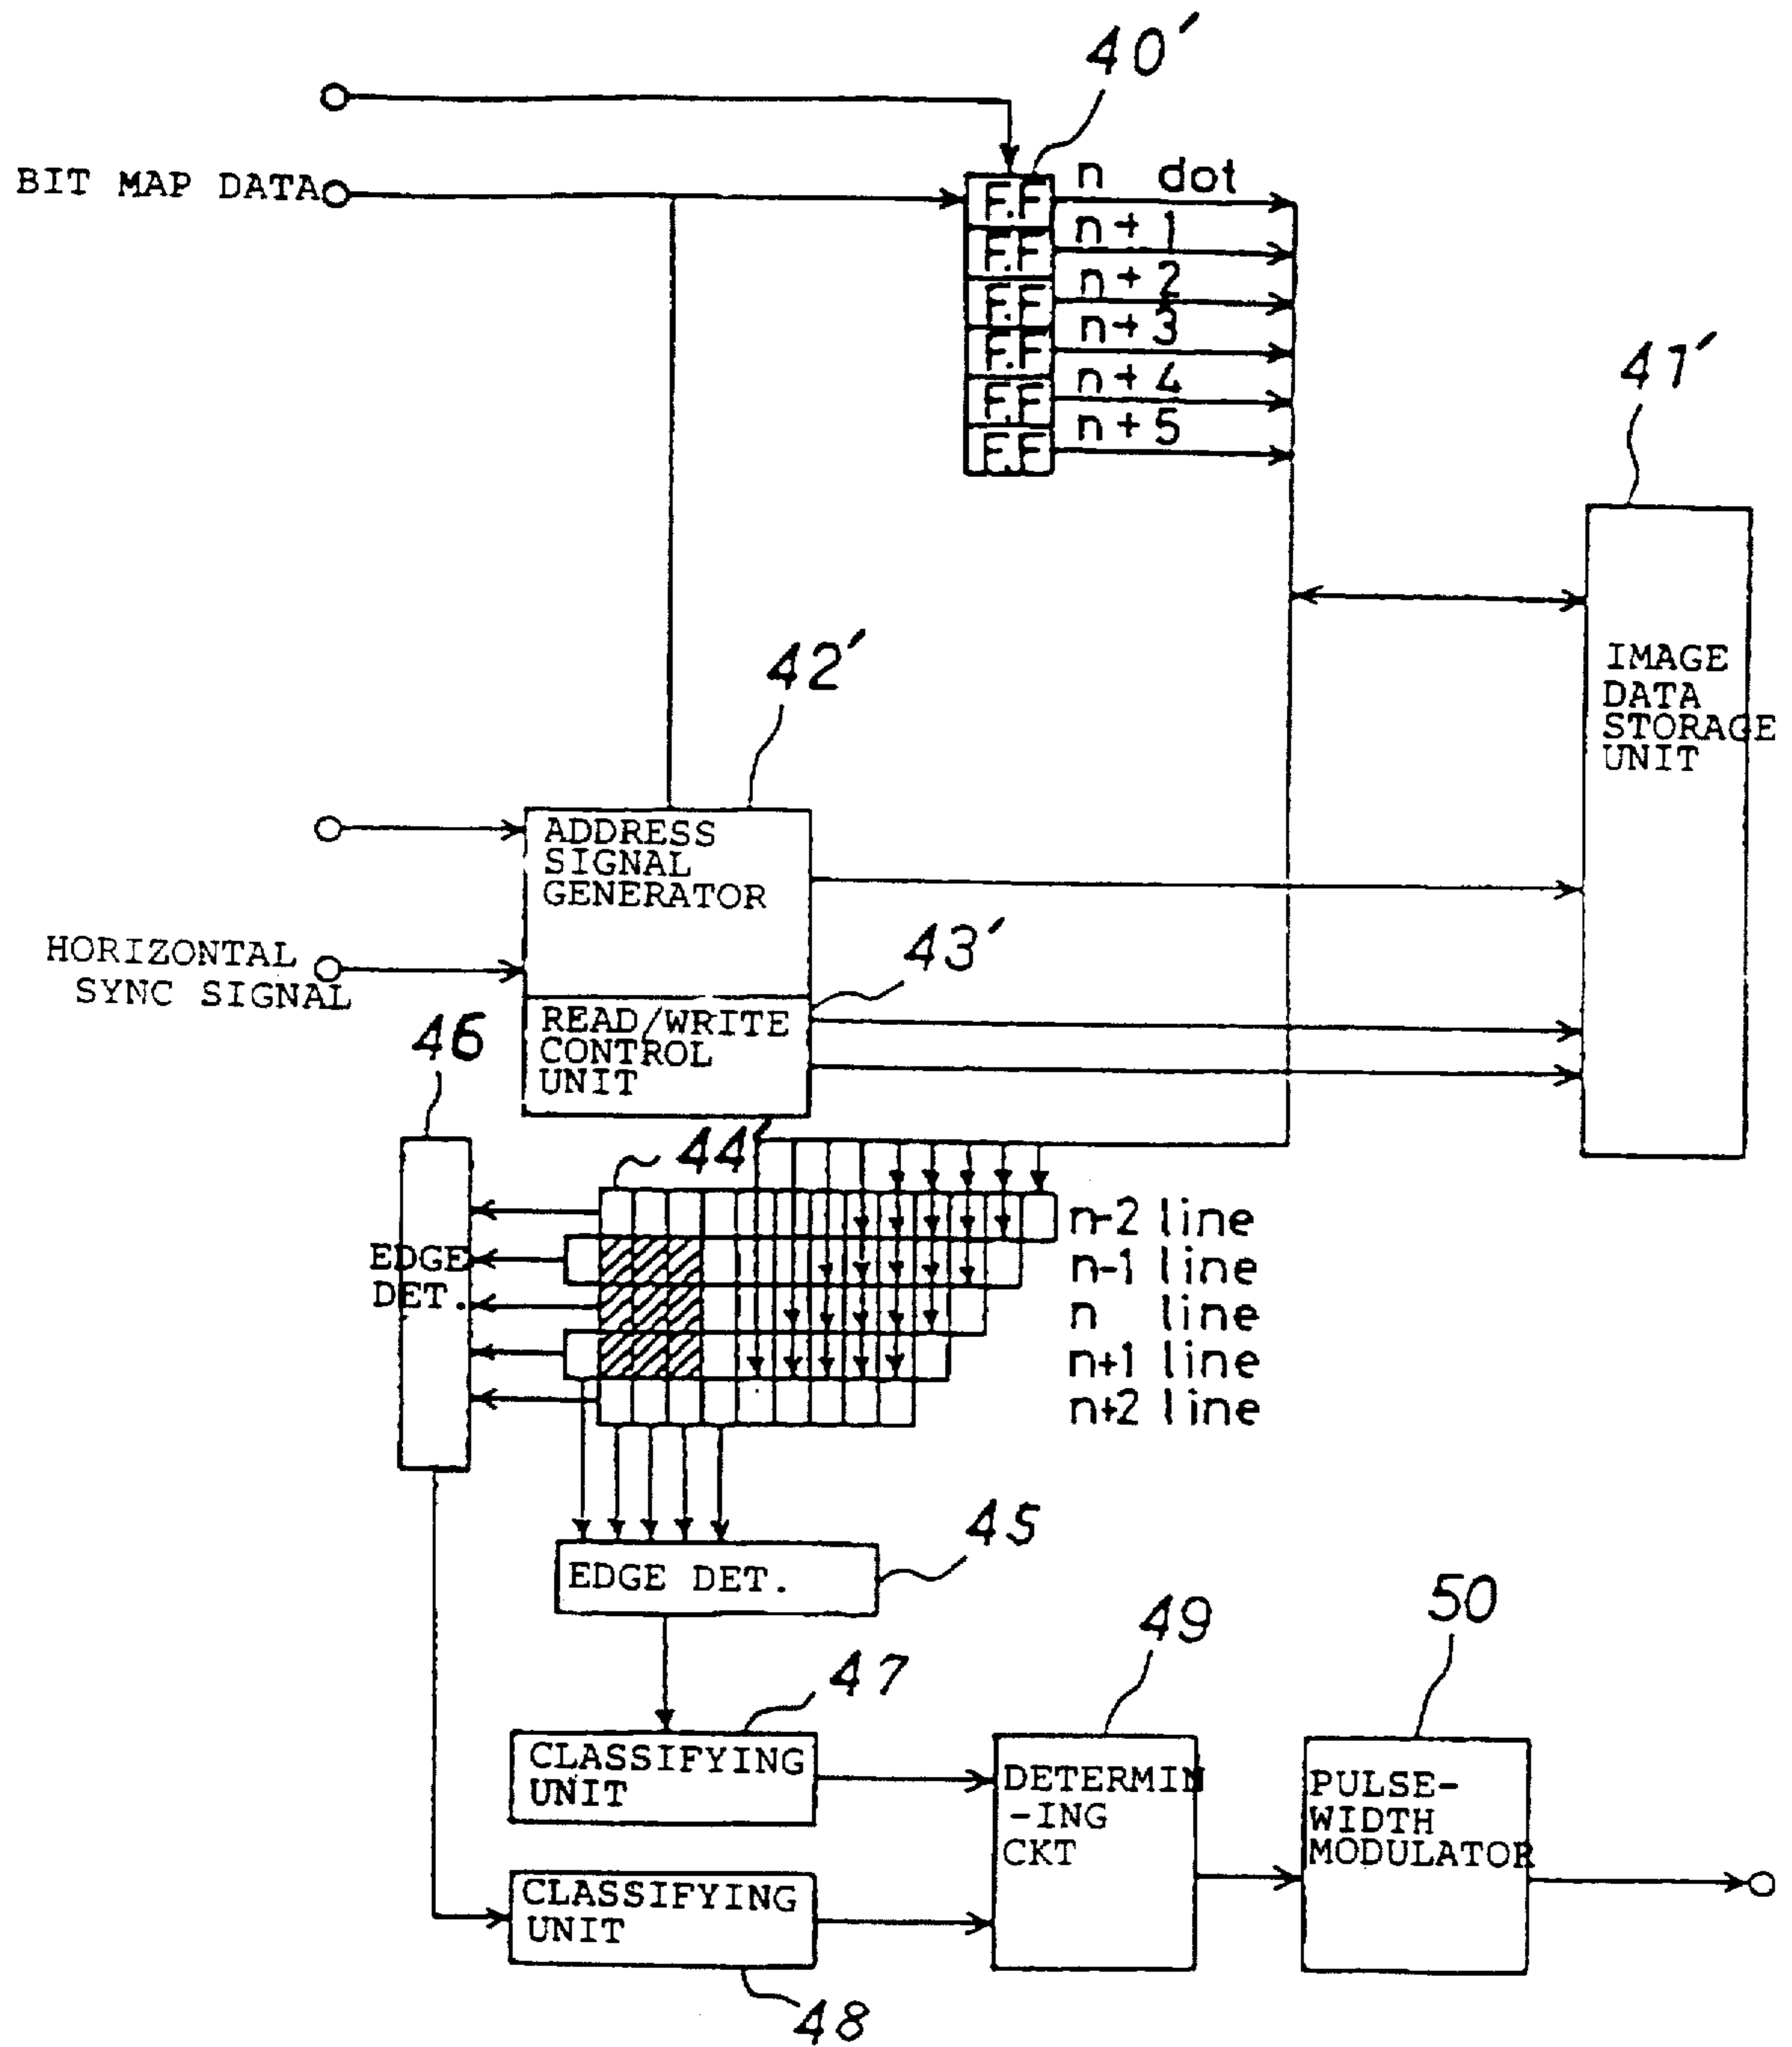 40'
BIT MAP DATA
n dot
F.F
n+1
F.F
n+2
F.F
n+3
F.F
n+4
F.F
n+5
F.F
41'
IMAGE
DATA
STORAGE
UNIT
42'
ADDRESS
SIGNAL
GENERATOR
43'
HORIZONTAL
SYNC SIGNAL
READ/WRITE
CONTROL
UNIT
46
44
EDGE
DET.
n-2 line
n-1 line
n line
n+1 line
n+2 line
45
EDGE DET.
47
49
50
CLASSIFYING
UNIT
DETERMIN
-ING
CKT
PULSE-
WIDTH
MODULATOR
CLASSIFYING
UNIT
48